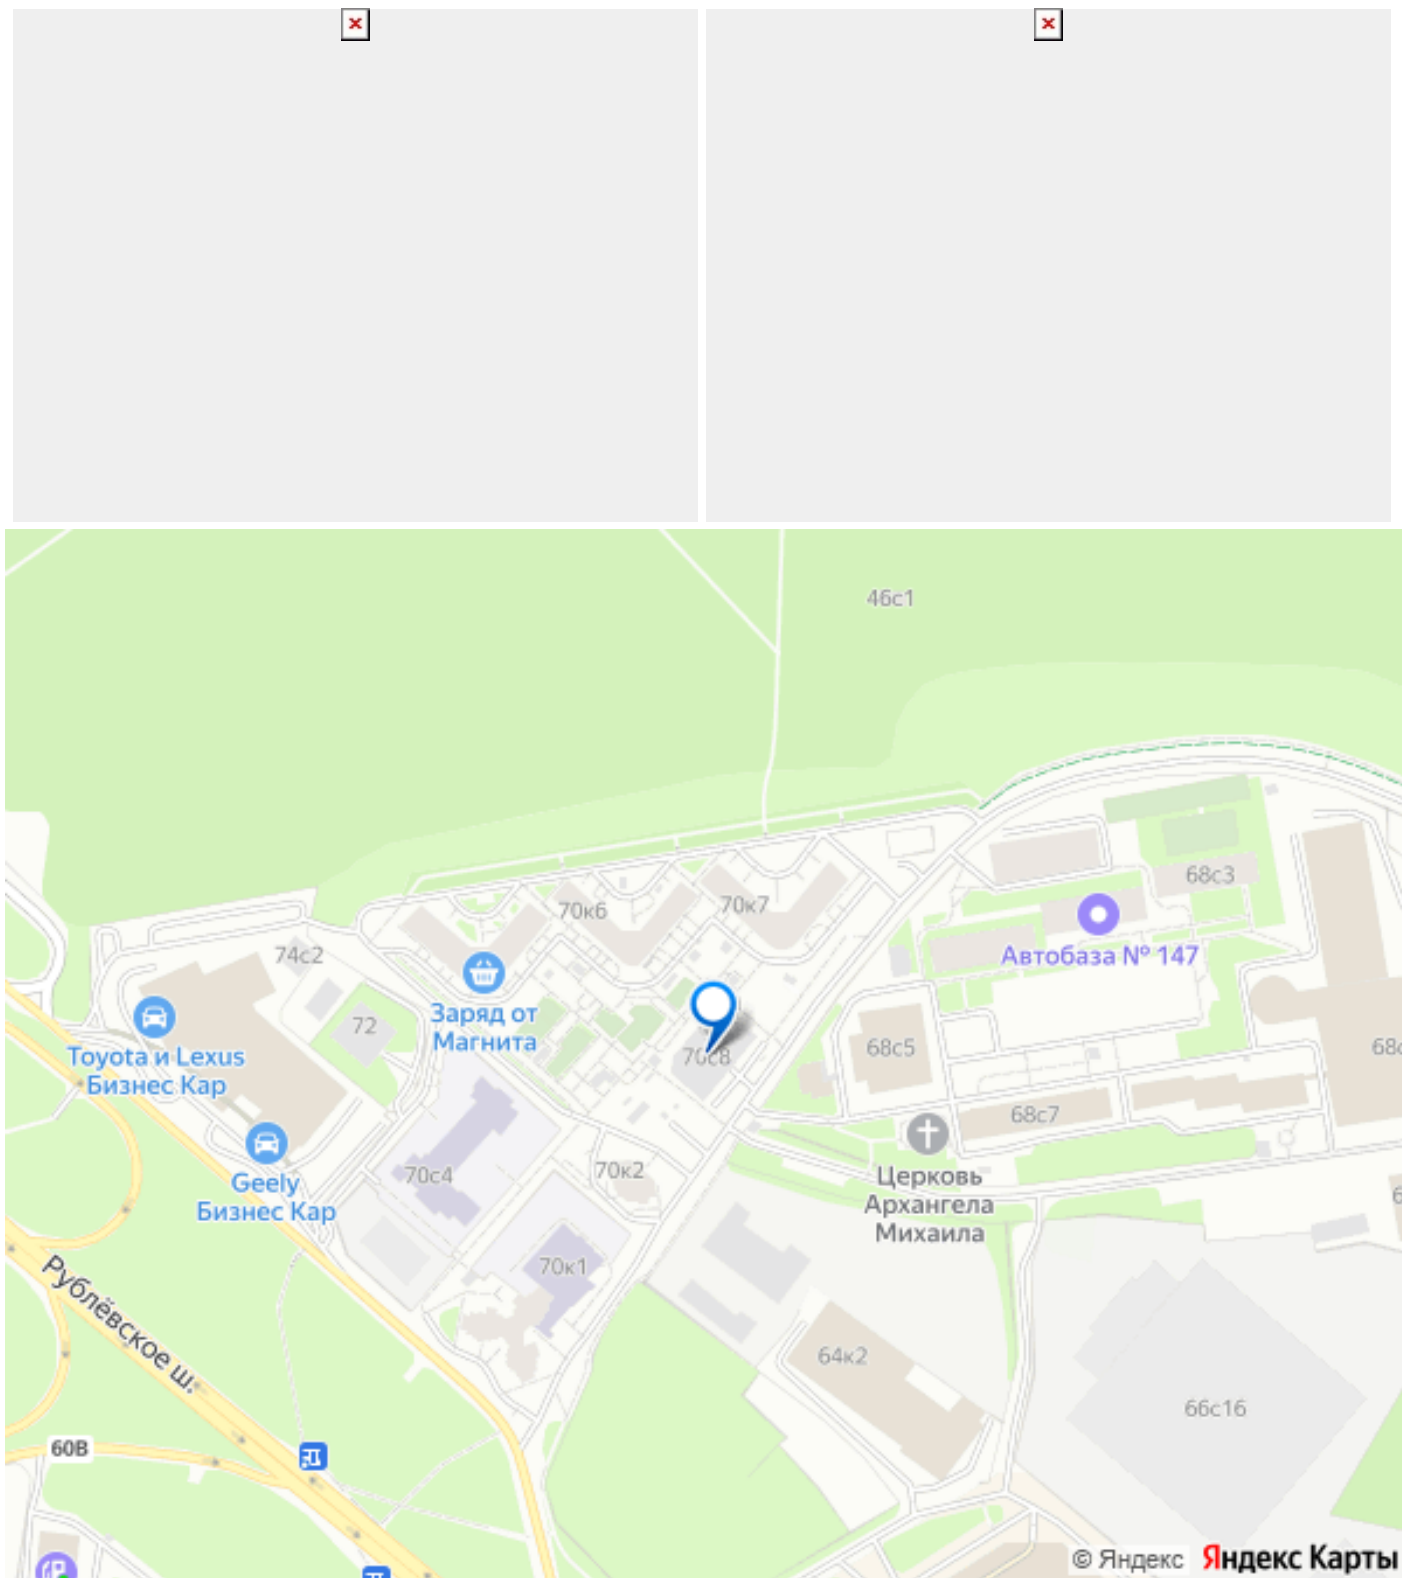 46с1
68с3
70к6
70к7
74с2
Автобаза № 147
Заряд от
Магнита
72
Toyota и Lexus
Бизнес Кар
70с8
68с5
68с
68с7
Geely
Бизнес Кар
70с4
70к2
Церковь
Архангела
Михаила
70к1
Рублёвское ш.
64к2
66с16
60В
© Яндекс
Яндекс Карты